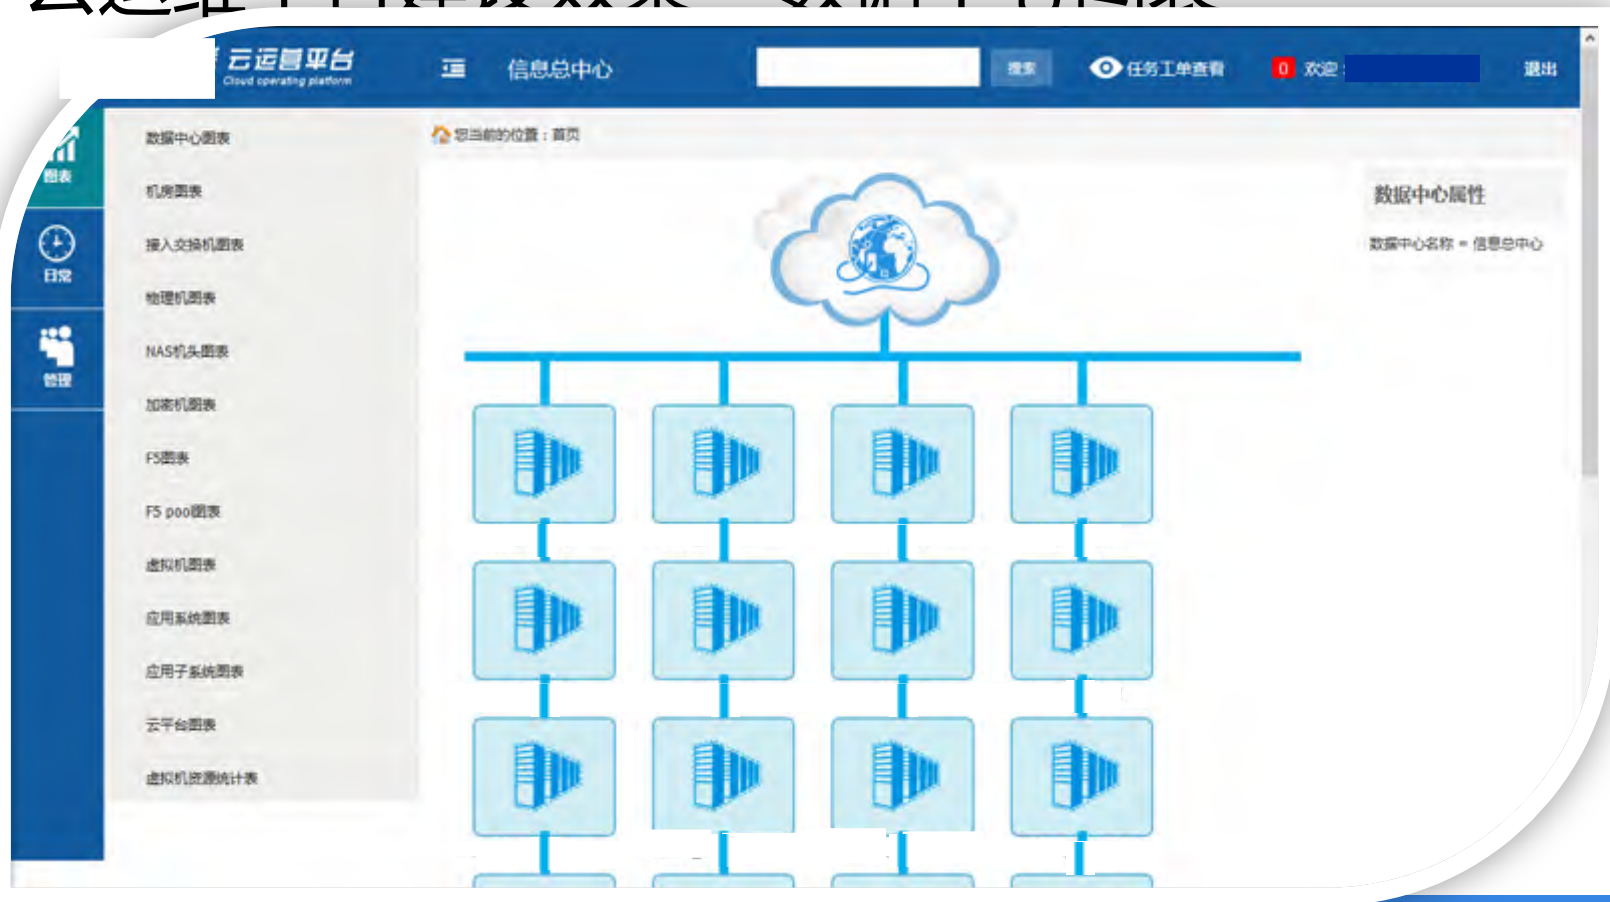 云运营平台
Cloud operating platform
信息总中心
搜索
任务工单查看
0
欢迎：
退出
图表
日常
管理
数据中心图表
机房图表
接入交换机图表
物理机图表
NAS机头图表
加密机图表
F5图表
F5 pool图表
虚拟机图表
应用系统图表
应用子系统图表
云平台图表
虚拟机资源统计表
您当前的位置：首页
数据中心属性
数据中心名称 = 信息总中心